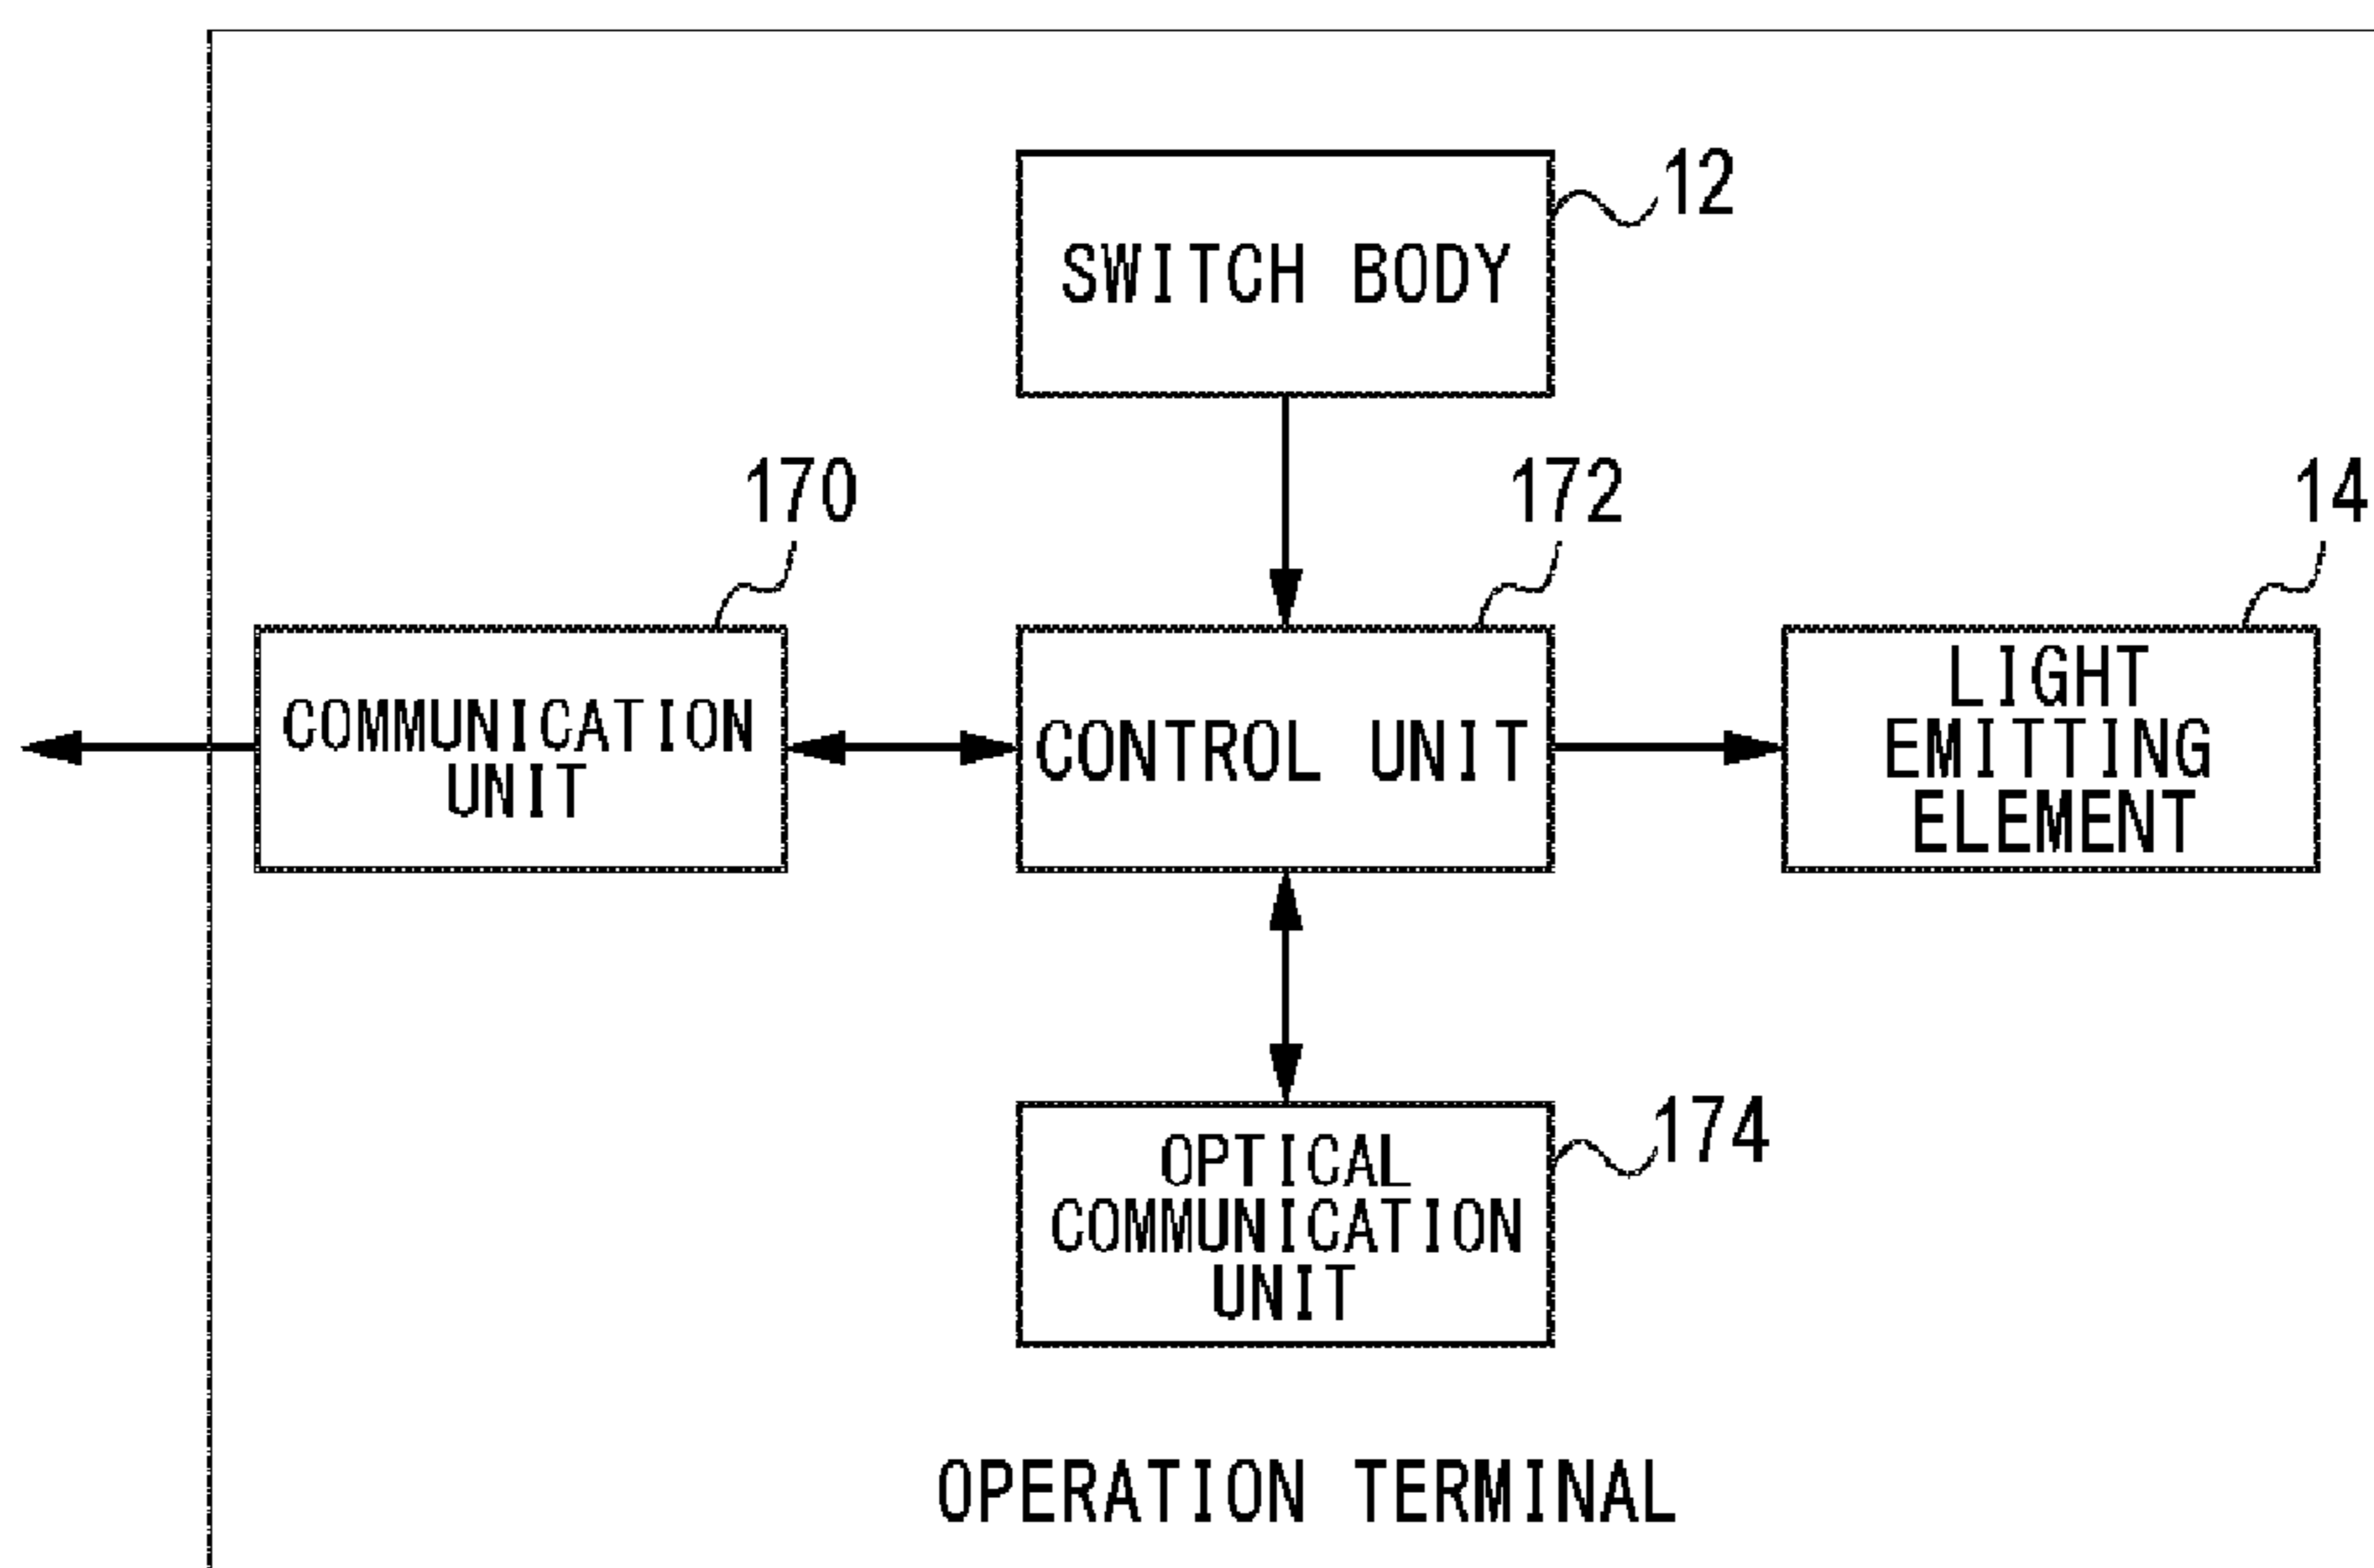 12
SWITCH BODY
170
172
14
COMMUNICATION
UNIT
CONTROL UNIT
LIGHT
EMITTING
ELEMENT
174
OPTICAL
COMMUNICATION
UNIT
OPERATION TERMINAL